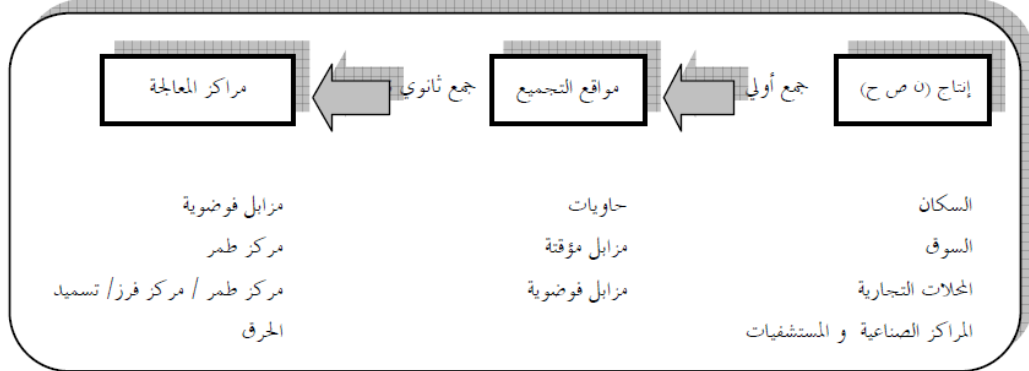 إنتاج (ن ص ح)
جمع أولي
مواقع التجميع
جمع ثانوي
مراكز المعالجة
السكان
حاويات
مزابل فوضوية
السوق
مزابل مؤقتة
مركز طمر
المحلات التجارية
مزابل فوضوية
مركز طمر / مركز فرز/ تسميد
المراكز الصناعية و المستشفيات
الحرق